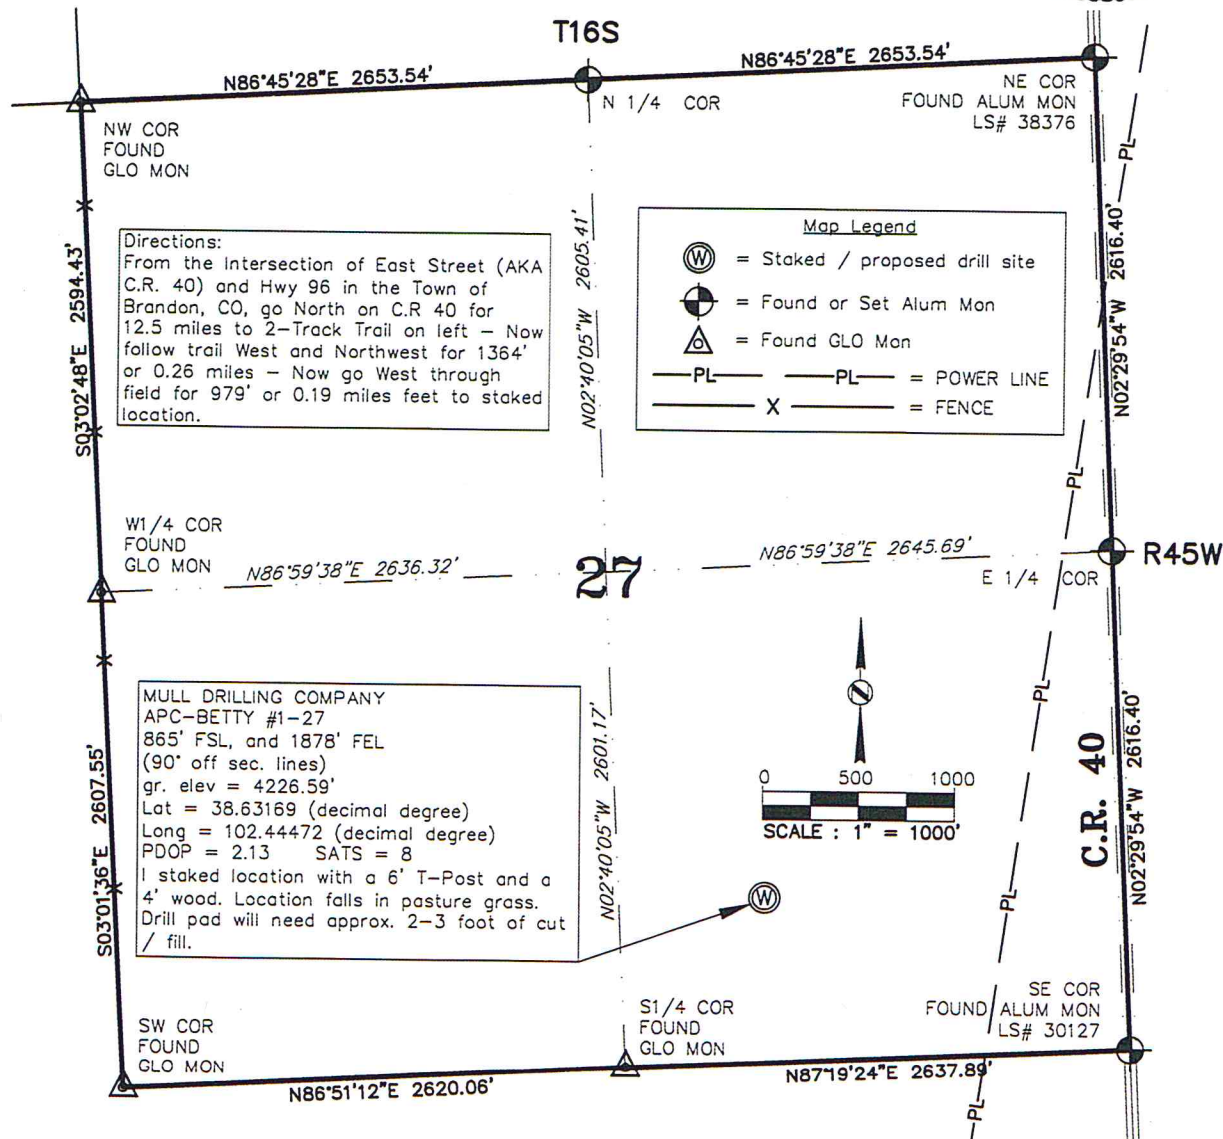 T16S
N86°45'28"E 2653.54'
N86°45'28"E 2653.54'
NW COR
FOUND
GLO MON
N 1/4 COR
NE COR
FOUND ALUM MON
LS# 38376
PL
S03°02'48"E 2594.43'
Directions:
From the Intersection of East Street (AKA
C.R. 40) and Hwy 96 in the Town of
Brandon, CO, go North on C.R 40 for
12.5 miles to 2-Track Trail on left - Now
follow trail West and Northwest for 1364'
or 0.26 miles - Now go West through
field for 979' or 0.19 miles feet to staked
location.
N02°40'05"W 2605.41'
Map Legend
W = Staked / proposed drill site
= Found or Set Alum Mon
= Found GLO Mon
PL PL = POWER LINE
X = FENCE
N02°29'54"W 2616.40'
PL
W1/4 COR
FOUND
GLO MON
N86°59'38"E 2636.32'
27
N86°59'38"E 2645.69'
R45W
E 1/4 COR
PL
S03°01'36"E 2607.55'
MULL DRILLING COMPANY
APC-BETTY #1-27
865' FSL, and 1878' FEL
(90° off sec. lines)
gr. elev = 4226.59'
Lat = 38.63169 (decimal degree)
Long = 102.44472 (decimal degree)
PDOP = 2.13 SATS = 8
I staked location with a 6' T-Post and a
4' wood. Location falls in pasture grass.
Drill pad will need approx. 2-3 foot of cut
/ fill.
N02°40'05"W 2601.17'
0 500 1000
SCALE : 1" = 1000'
C.R. 40
N02°29'54"W 2616.40'
W
PL
SW COR
FOUND
GLO MON
S1/4 COR
FOUND
GLO MON
SE COR
FOUND ALUM MON
LS# 30127
N86°51'12"E 2620.06'
N87°19'24"E 2637.89'
PL